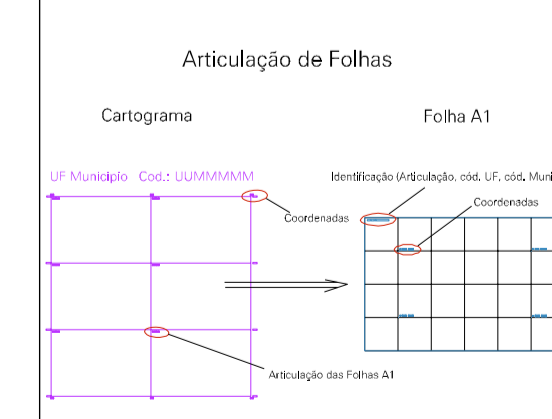 Articulação de Folhas
Cartograma
Folha A1
UF Município Cod.: UUMMMMM
Identificação (Articulação, cód. UF, cód. Muni
Coordenadas
Coordenadas
Articulação das Folhas A1